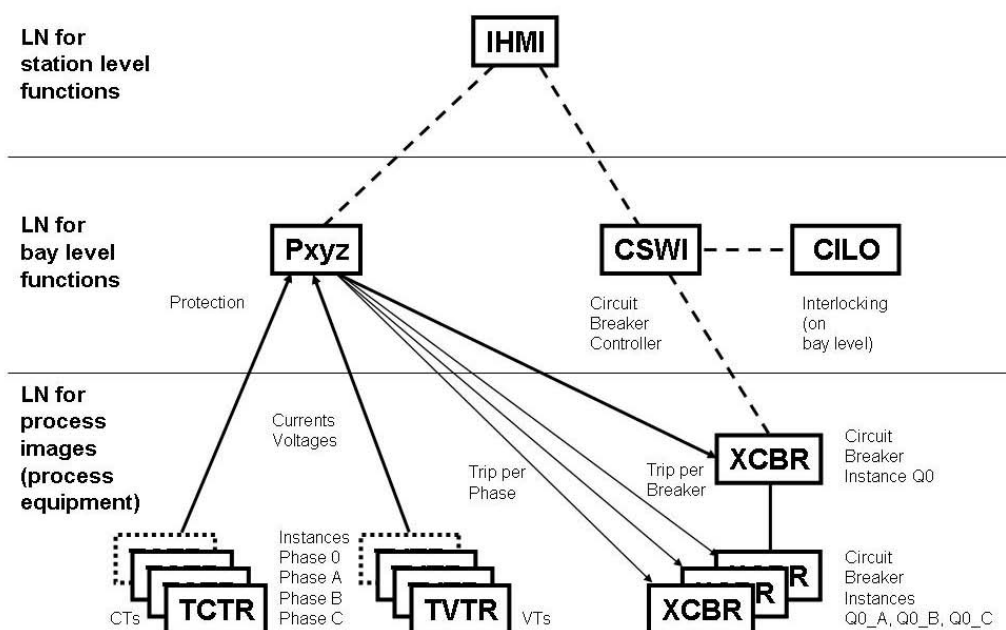 LN for
station level
functions
IHMI
LN for
bay level
functions
Pxyz
CSWI
CILO
Protection
Circuit
Breaker
Controller
Interlocking
(on
bay level)
LN for
process
images
(process
equipment)
Currents
Voltages
Trip per
Phase
Trip per
Breaker
XCBR
Circuit
Breaker
Instance Q0
CTs
TCTR
Instances
Phase 0
Phase A
Phase B
Phase C
TVTR
VTs
XCBR
R
R
Circuit
Breaker
Instances
Q0_A, Q0_B, Q0_C